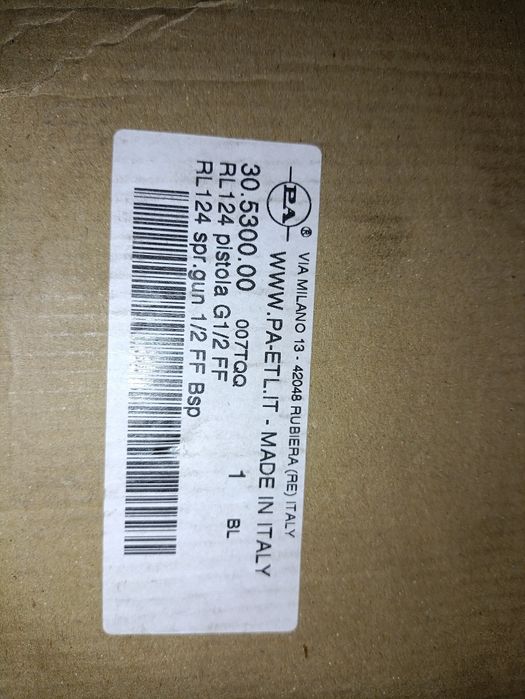 PA®
VIA MILANO 13 - 42048 RUBIERA (RE) ITALY
WWW.PA-ETL.IT - MADE IN ITALY
30.5300.00 007TQQ 1 BL
RL124 pistola G1/2 FF
RL124 spr.gun 1/2 FF Bsp